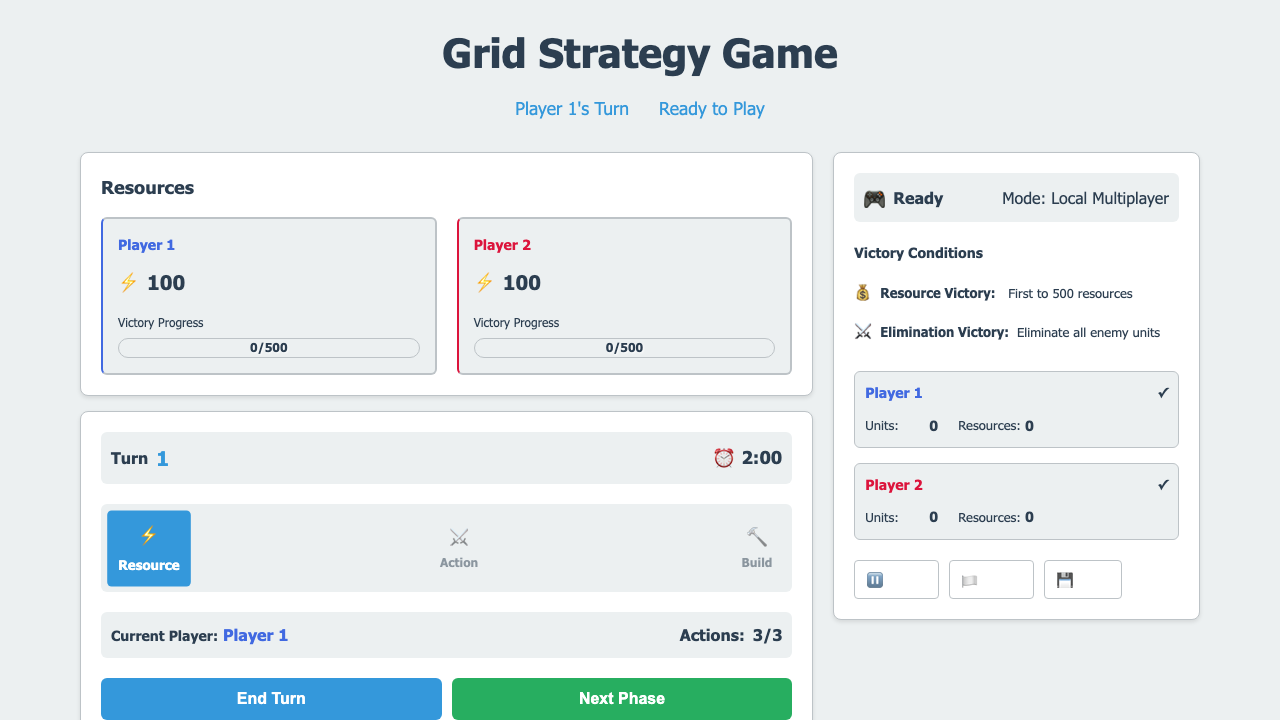 Grid Strategy Game
Player 1's Turn Ready to Play
Resources
Player 1
⚡ 100
Victory Progress
0/500
Player 2
⚡ 100
Victory Progress
0/500
Turn 1
⏰ 2:00
⚡ Resource
⚔ Action
🔨 Build
Current Player: Player 1
Actions: 3/3
End Turn
Next Phase
🎮 Ready
Mode: Local Multiplayer
Victory Conditions
💰 Resource Victory: First to 500 resources
⚔ Elimination Victory: Eliminate all enemy units
Player 1 ✓
Units: 0 Resources: 0
Player 2 ✓
Units: 0 Resources: 0